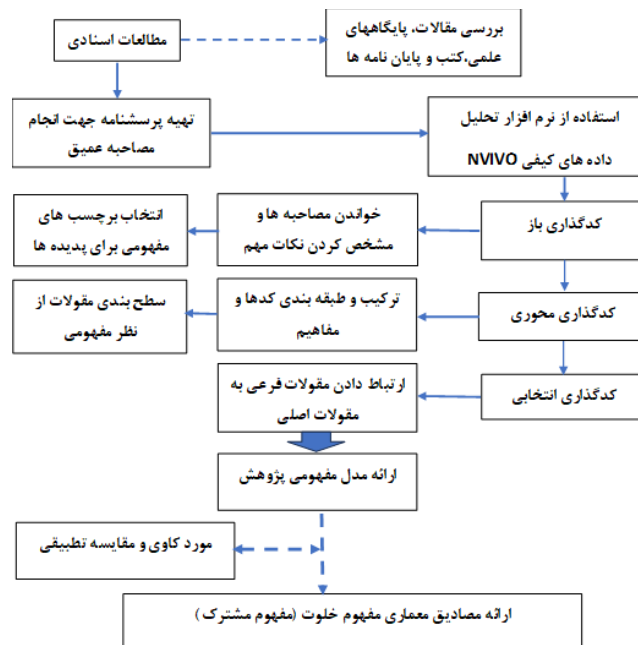 مطالعات اسنادی
بررسی مقالات، پایگاههای
علمی،کتب و پایان نامه ها
تهیه پرسشنامه جهت انجام
مصاحبه عمیق
استفاده از نرم افزار تحلیل
داده های کیفی NVIVO
کدگذاری باز
خواندن مصاحبه ها و
مشخص کردن نکات مهم
انتخاب برچسب های
مفهومی برای پدیده ها
کدگذاری محوری
ترکیب و طبقه بندی کدها و
مفاهیم
سطح بندی مقولات از
نظر مفهومی
کدگذاری انتخابی
ارتباط دادن مقولات فرعی به
مقولات اصلی
ارائه مدل مفهومی پژوهش
مورد کاوی و مقایسه تطبیقی
ارائه مصادیق معماری مفهوم خلوت (مفهوم مشترک )